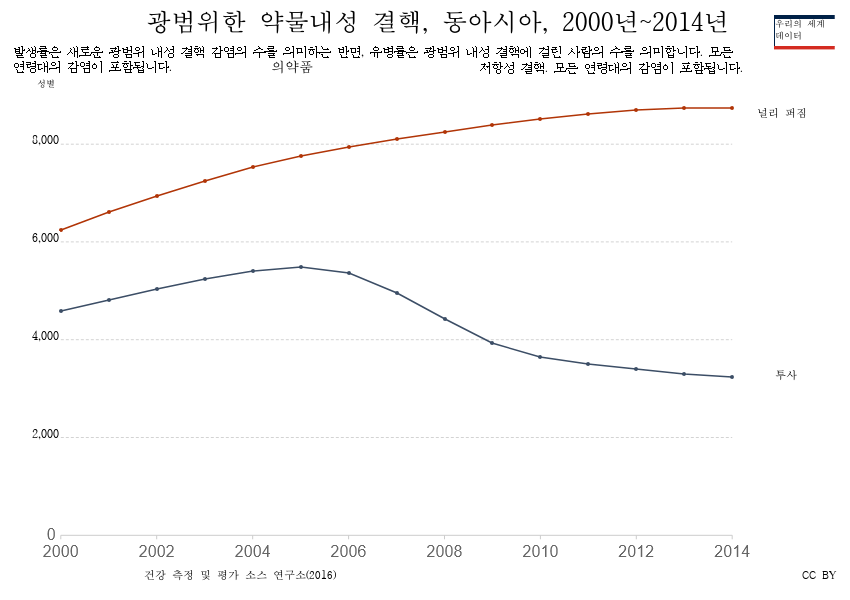 광범위한 약물내성 결핵, 동아시아, 2000년~2014년
우리의 세계
데이터
발생률은 새로운 광범위 내성 결핵 감염의 수를 의미하는 반면, 유병률은 광범위 내성 결핵에 걸린 사람의 수를 의미합니다. 모든
연령대의 감염이 포함됩니다. 의약품 저항성 결핵. 모든 연령대의 감염이 포함됩니다.
성별
널리 퍼짐
8,000
6,000
4,000
투사
2,000
0
2000 2002 2004 2006 2008 2010 2012 2014
건강 측정 및 평가 소스 연구소(2016) CC BY